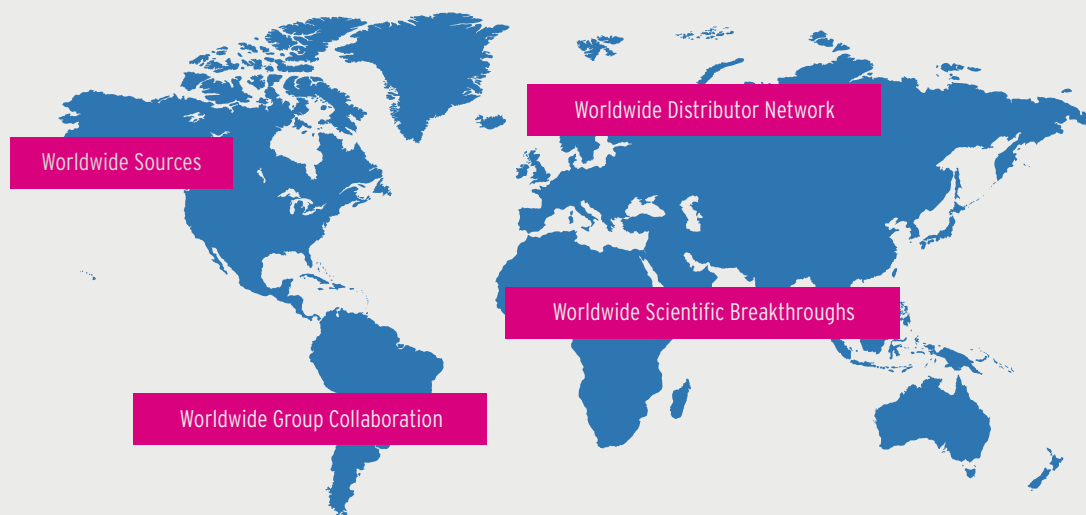 Worldwide Distributor Network
Worldwide Sources
Worldwide Scientific Breakthroughs
Worldwide Group Collaboration